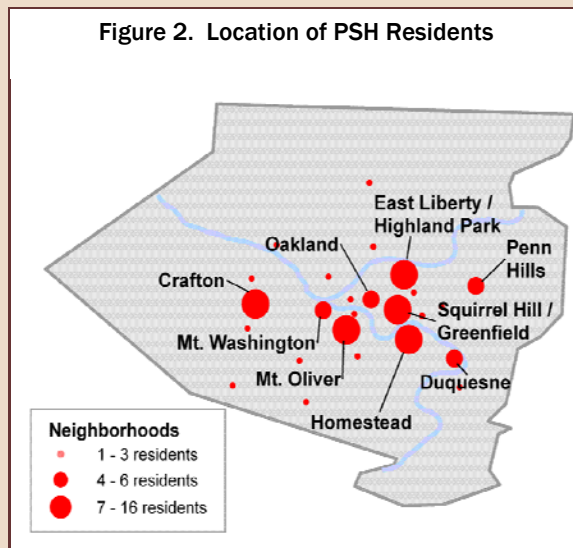 Figure 2. Location of PSH Residents
East Liberty /
Highland Park
Oakland
Penn
Hills
Crafton
Squirrel Hill /
Greenfield
Mt. Washington
Mt. Oliver
Duquesne
Homestead
Neighborhoods
1 - 3 residents
4 - 6 residents
7 - 16 residents